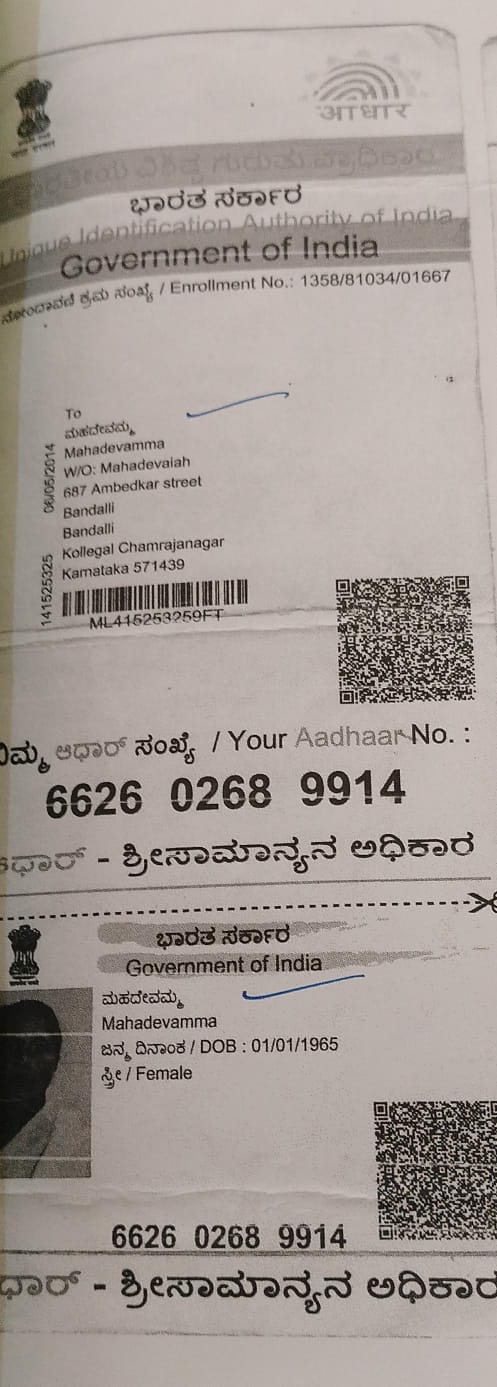 आधार
ಭಾರತ ಸರ್ಕಾರ
Unique Identification Authority of India
Government of India
ನೋಂದಾವಣೆ ಕ್ರಮ ಸಂಖ್ಯೆ / Enrollment No.: 1358/81034/01667
To
ಮಹದೇವಮ್ಮ
Mahadevamma
W/O: Mahadevaiah
687 Ambedkar street
Bandalli
Bandalli
Kollegal Chamrajanagar
Karnataka 571439
141525325 06/05/2014
ML415253259FT
ನಿಮ್ಮ ಆಧಾರ್ ಸಂಖ್ಯೆ / Your Aadhaar No. :
6626 0268 9914
ಆಧಾರ್ - ಶ್ರೀಸಾಮಾನ್ಯನ ಅಧಿಕಾರ
ಭಾರತ ಸರ್ಕಾರ
Government of India
ಮಹದೇವಮ್ಮ
Mahadevamma
ಜನ್ಮ ದಿನಾಂಕ / DOB : 01/01/1965
ಸ್ತ್ರೀ / Female
6626 0268 9914
ಧಾರ್ - ಶ್ರೀಸಾಮಾನ್ಯನ ಅಧಿಕಾರ